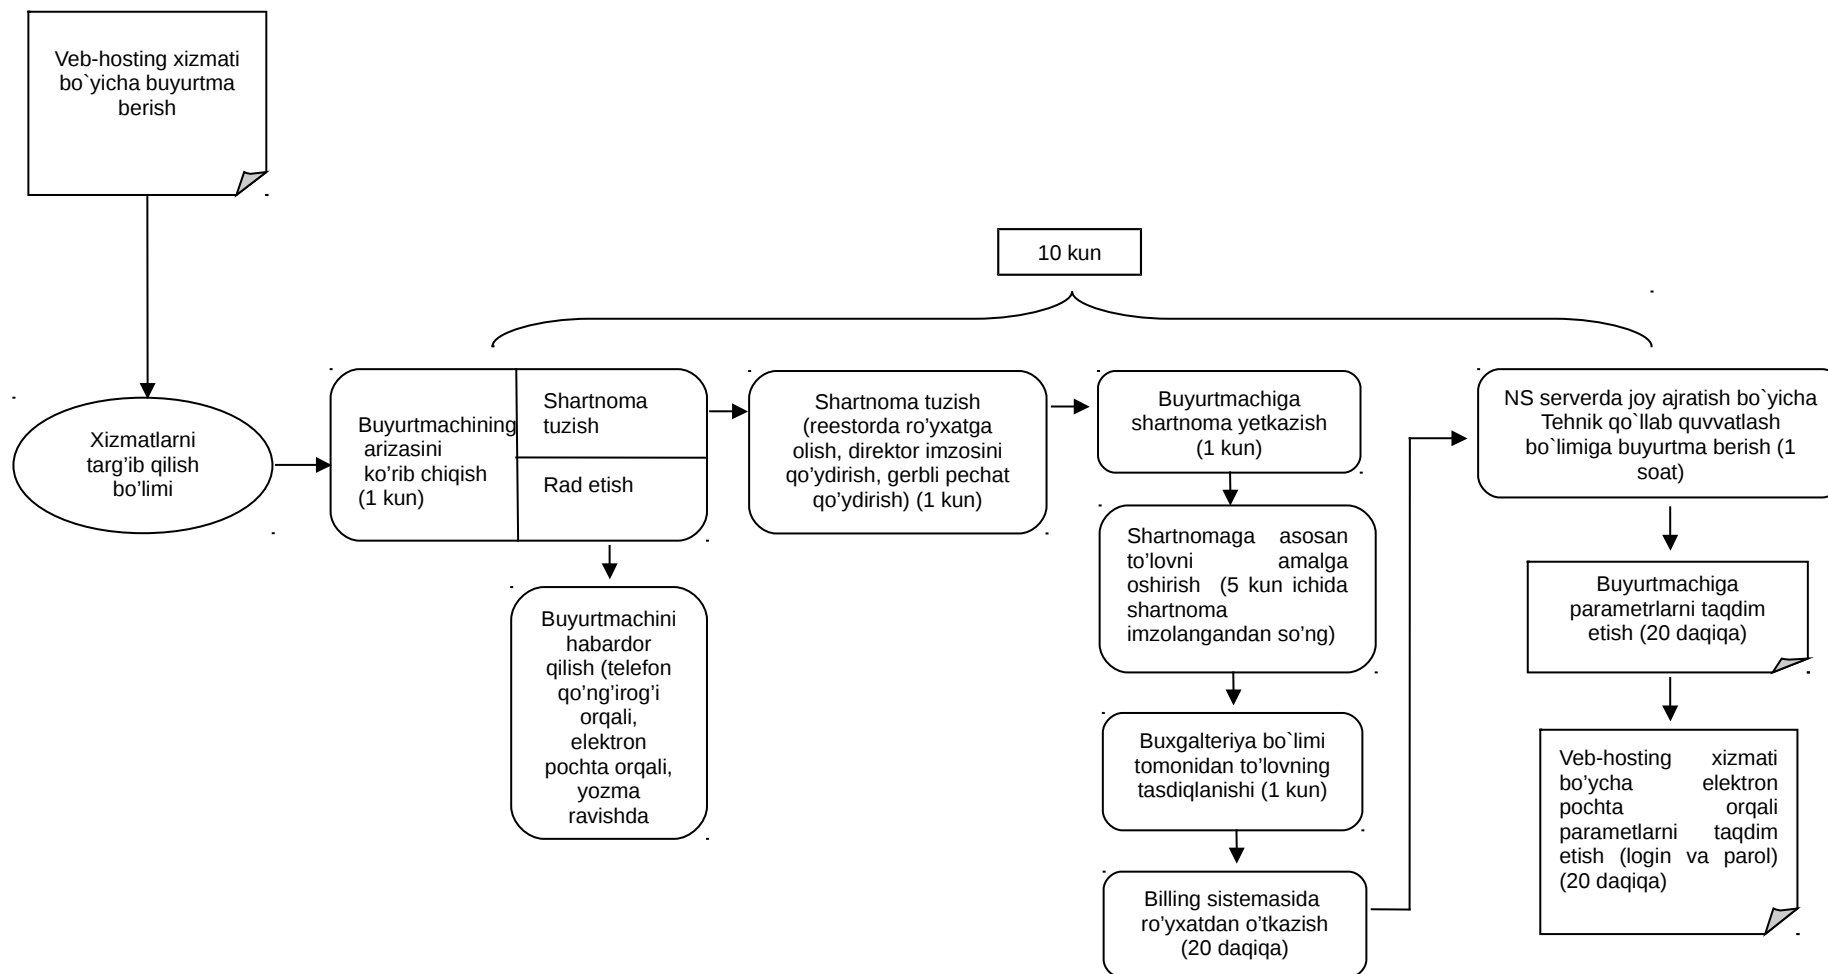 Veb-hosting xizmati
bo`yicha buyurtma
berish
10 kun
Xizmatlarni
targ’ib qilish
bo’limi
Buyurtmachining
arizasini
ko’rib chiqish
(1 kun)
Shartnoma
tuzish
Rad etish
Buyurtmachini
habardor
qilish (telefon
qo’ng’irog’i
orqali,
elektron
pochta orqali,
yozma
ravishda
Shartnoma tuzish
(reestorda ro’yxatga
olish, direktor imzosini
qo’ydirish, gerbli pechat
qo’ydirish) (1 kun)
Buyurtmachiga
shartnoma yetkazish
(1 kun)
Shartnomaga asosan
to’lovni amalga
oshirish (5 kun ichida
shartnoma
imzolangandan so’ng)
Buxgalteriya bo`limi
tomonidan to’lovning
tasdiqlanishi (1 kun)
Billing sistemasida
ro’yxatdan o’tkazish
(20 daqiqa)
NS serverda joy ajratish bo`yicha
Tehnik qo`llab quvvatlash
bo`limiga buyurtma berish (1
soat)
Buyurtmachiga
parametrlarni taqdim
etish (20 daqiqa)
Veb-hosting xizmati
bo’ycha elektron
pochta orqali
parametlarni taqdim
etish (login va parol)
(20 daqiqa)